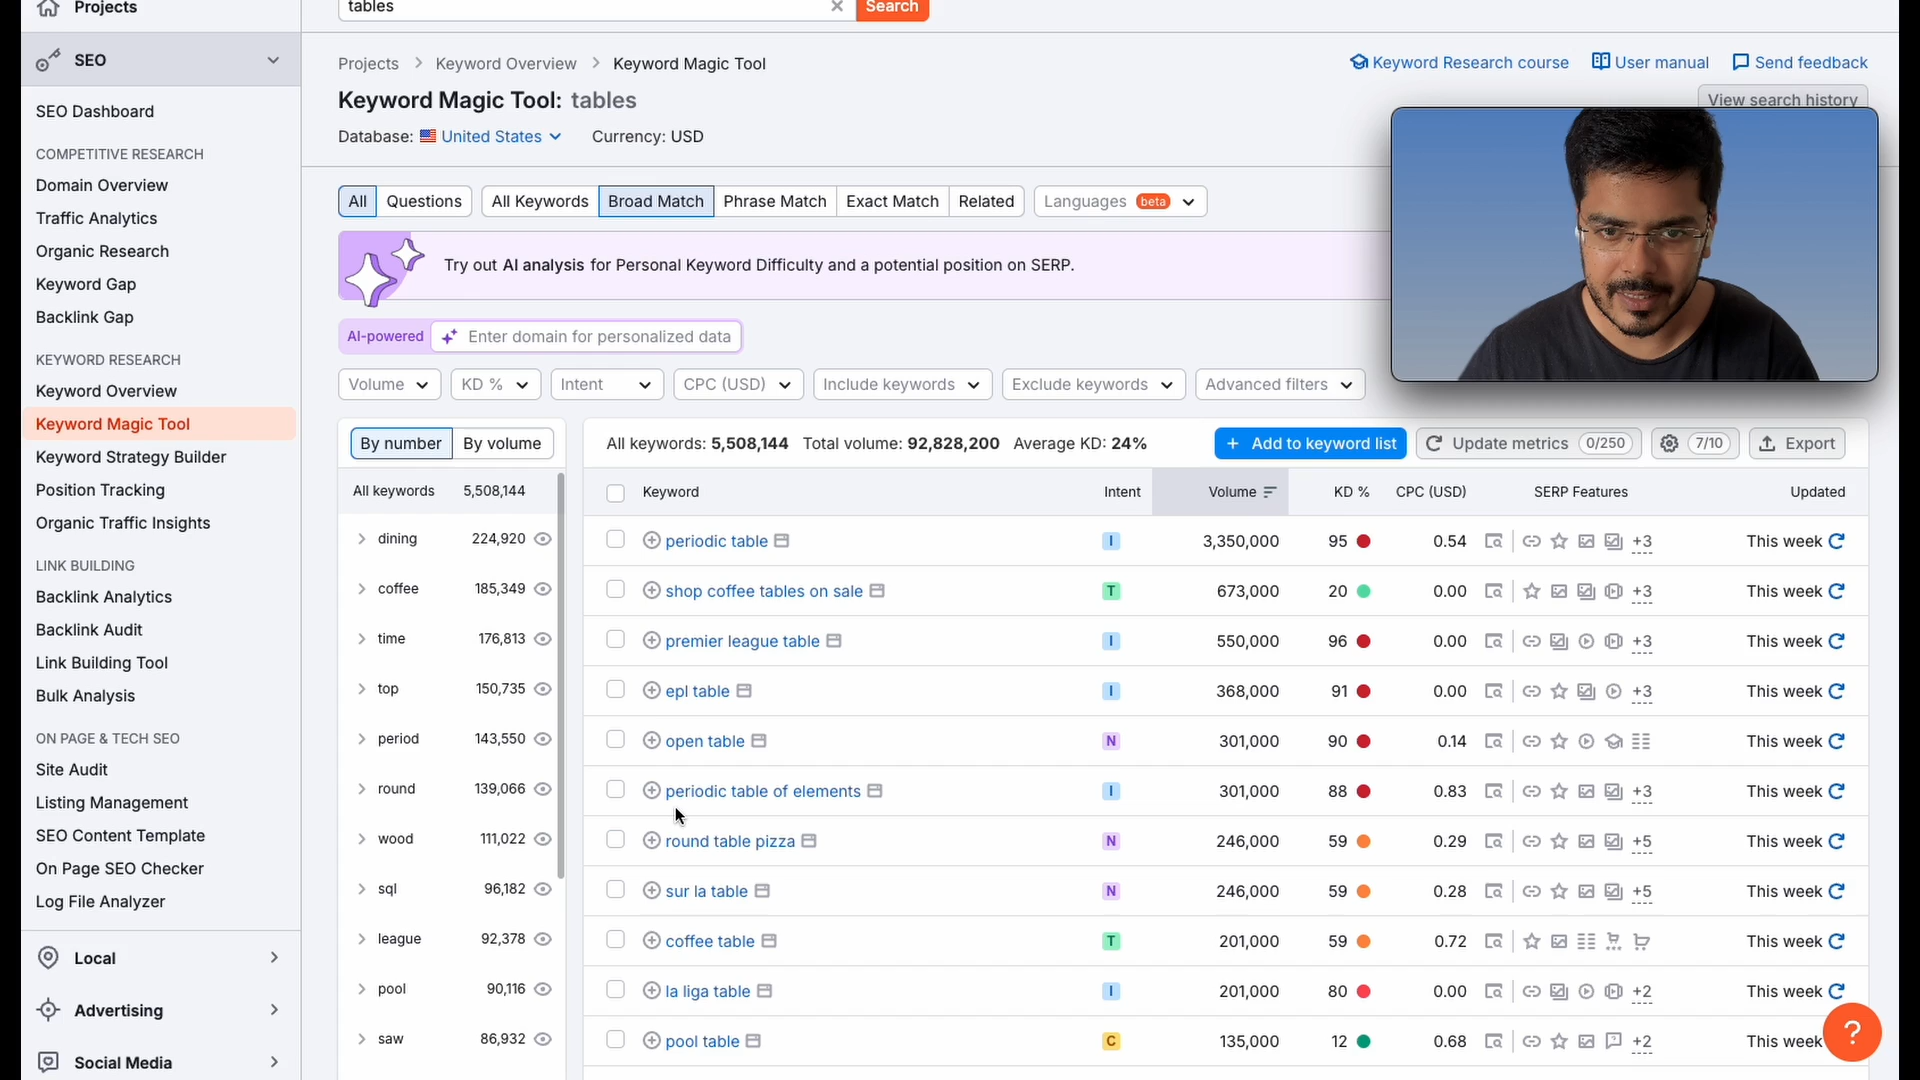 Projects
tables
Search
SEO
SEO Dashboard
COMPETITIVE RESEARCH
Domain Overview
Traffic Analytics
Organic Research
Keyword Gap
Backlink Gap
KEYWORD RESEARCH
Keyword Overview
Keyword Magic Tool
Keyword Strategy Builder
Position Tracking
Organic Traffic Insights
LINK BUILDING
Backlink Analytics
Backlink Audit
Link Building Tool
Bulk Analysis
ON PAGE & TECH SEO
Site Audit
Listing Management
SEO Content Template
On Page SEO Checker
Log File Analyzer
Local
Advertising
Social Media
Projects > Keyword Overview > Keyword Magic Tool
Keyword Research course User manual Send feedback
Keyword Magic Tool: tables
View search history
Database: United States Currency: USD
All Questions All Keywords Broad Match Phrase Match Exact Match Related Languages beta
Try out AI analysis for Personal Keyword Difficulty and a potential position on SERP.
AI-powered Enter domain for personalized data
Volume KD % Intent CPC (USD) Include keywords Exclude keywords Advanced filters
By number By volume
All keywords 5,508,144
dining 224,920
coffee 185,349
time 176,813
top 150,735
period 143,550
round 139,066
wood 111,022
sql 96,182
league 92,378
pool 90,116
saw 86,932
All keywords: 5,508,144 Total volume: 92,828,200 Average KD: 24% + Add to keyword list Update metrics 0/250 7/10 Export
Keyword Intent Volume KD % CPC (USD) SERP Features Updated
periodic table I 3,350,000 95 0.54 +3 This week
shop coffee tables on sale T 673,000 20 0.00 +3 This week
premier league table I 550,000 96 0.00 +3 This week
epl table I 368,000 91 0.00 +3 This week
open table N 301,000 90 0.14 This week
periodic table of elements I 301,000 88 0.83 +3 This week
round table pizza N 246,000 59 0.29 +5 This week
sur la table N 246,000 59 0.28 +5 This week
coffee table T 201,000 59 0.72 This week
la liga table I 201,000 80 0.00 +2 This week
pool table C 135,000 12 0.68 +2 This week
?